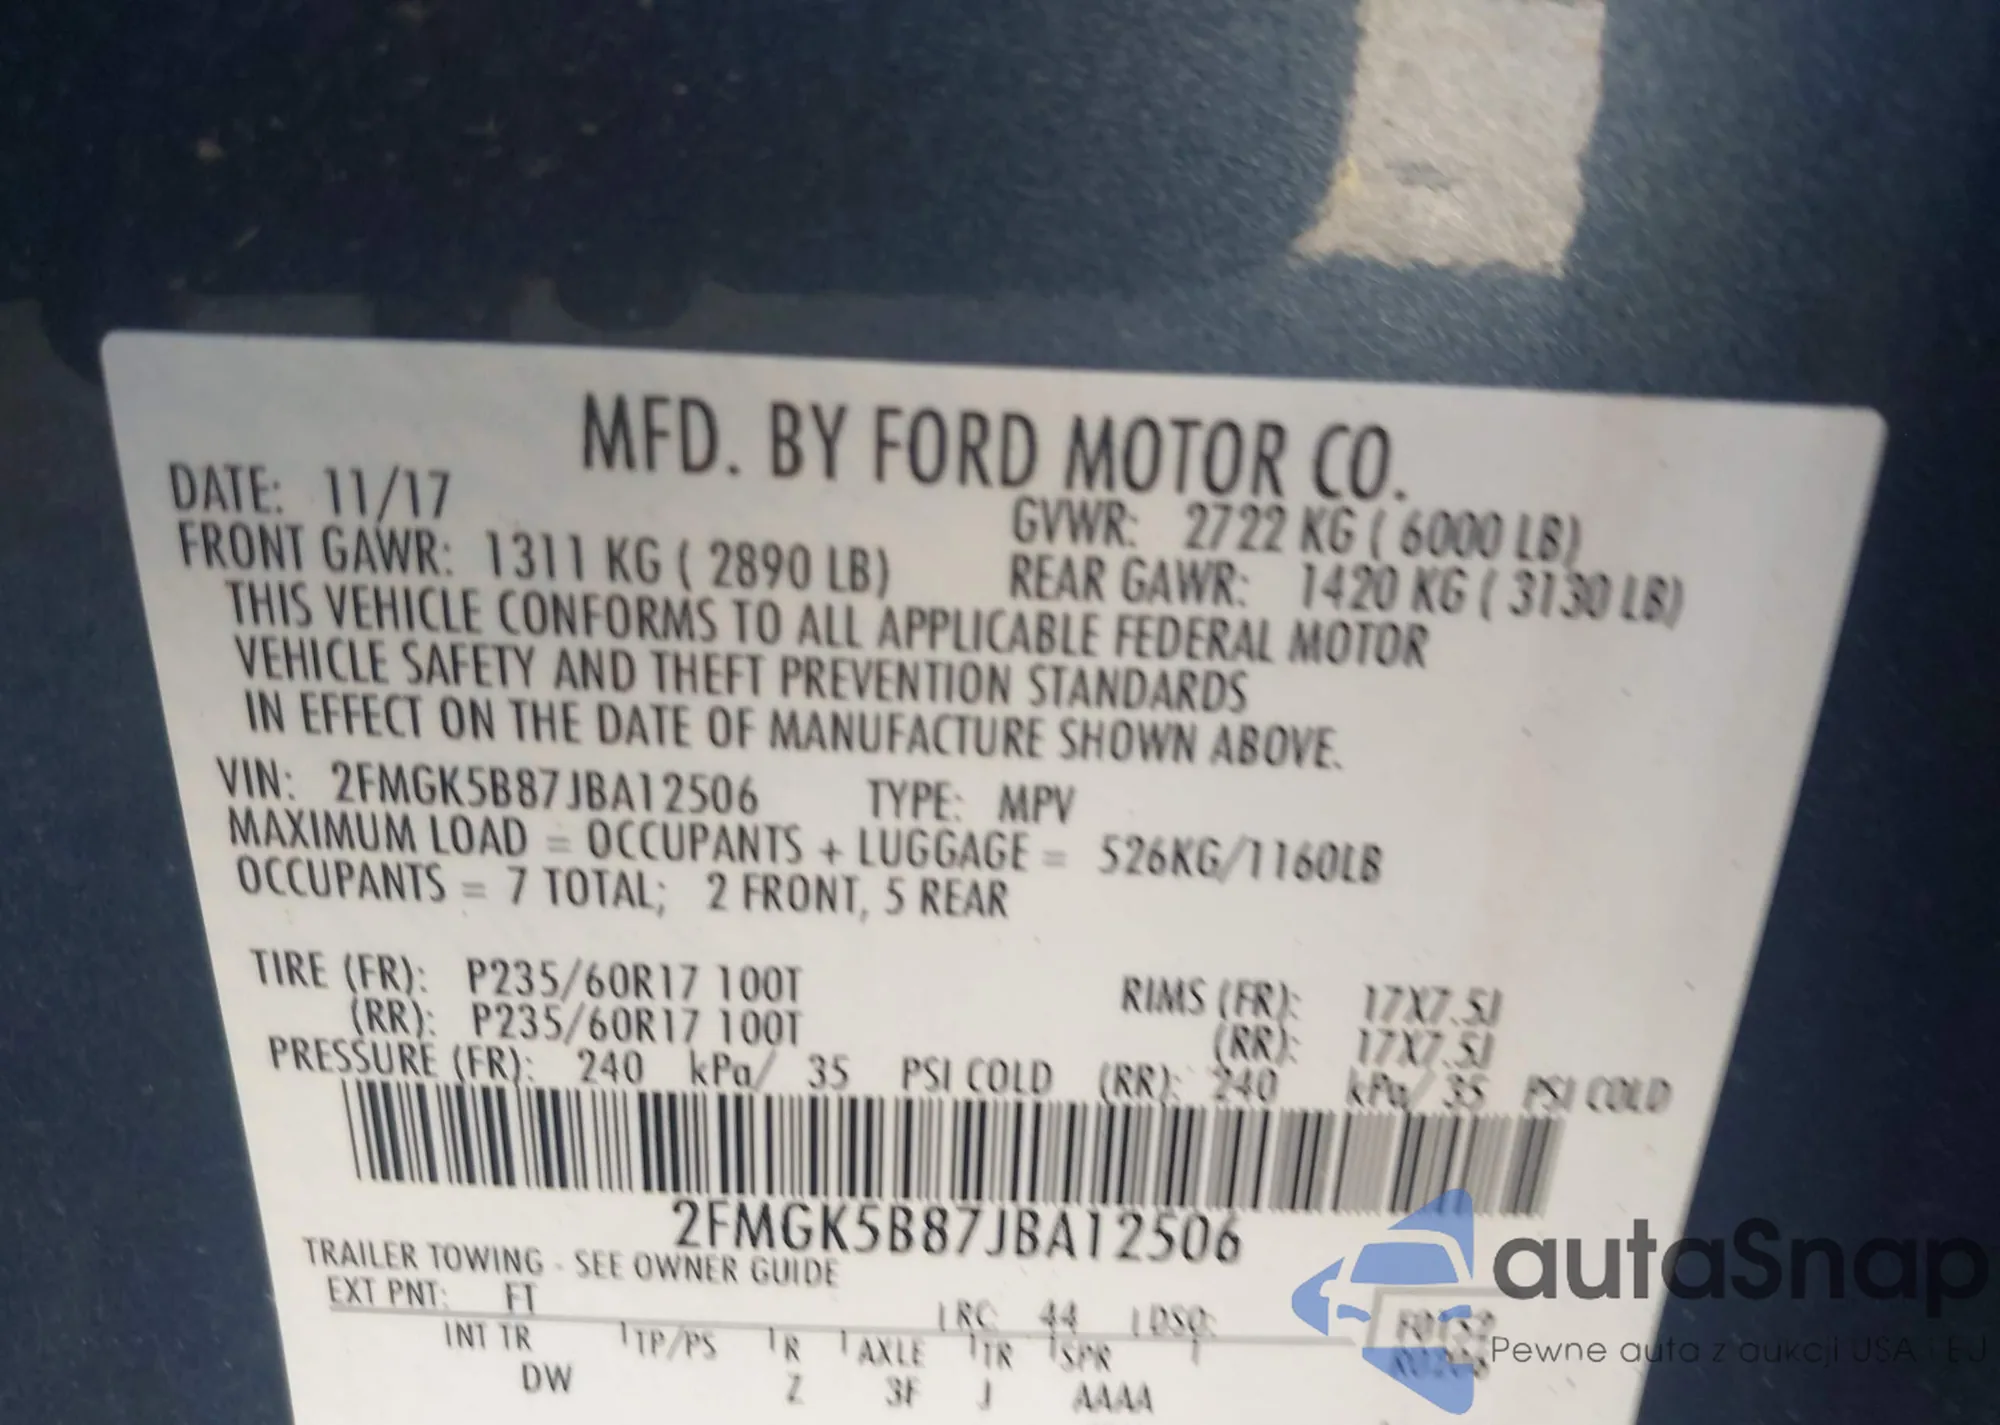 MFD. BY FORD MOTOR CO.
DATE: 11/17 GVWR: 2722 KG ( 6000 LB)
FRONT GAWR: 1311 KG ( 2890 LB) REAR GAWR: 1420 KG ( 3130 LB)
THIS VEHICLE CONFORMS TO ALL APPLICABLE FEDERAL MOTOR
VEHICLE SAFETY AND THEFT PREVENTION STANDARDS
IN EFFECT ON THE DATE OF MANUFACTURE SHOWN ABOVE.
VIN: 2FMGK5B87JBA12506 TYPE: MPV
MAXIMUM LOAD = OCCUPANTS + LUGGAGE = 526KG/1160LB
OCCUPANTS = 7 TOTAL; 2 FRONT, 5 REAR
TIRE (FR): P235/60R17 100T RIMS (FR): 17X7.5J
(RR): P235/60R17 100T (RR): 17X7.5J
PRESSURE (FR): 240 kPa/ 35 PSI COLD (RR): 240 kPa/ 35 PSI COLD
2FMGK5B87JBA12506
TRAILER TOWING - SEE OWNER GUIDE
EXT PNT: FT RC: 44 DSO:
INT TR TP/PS R AXLE TR SPR
DW Z 3F J AAAA
autaSnap
Pewne auta z aukcji USA i EU